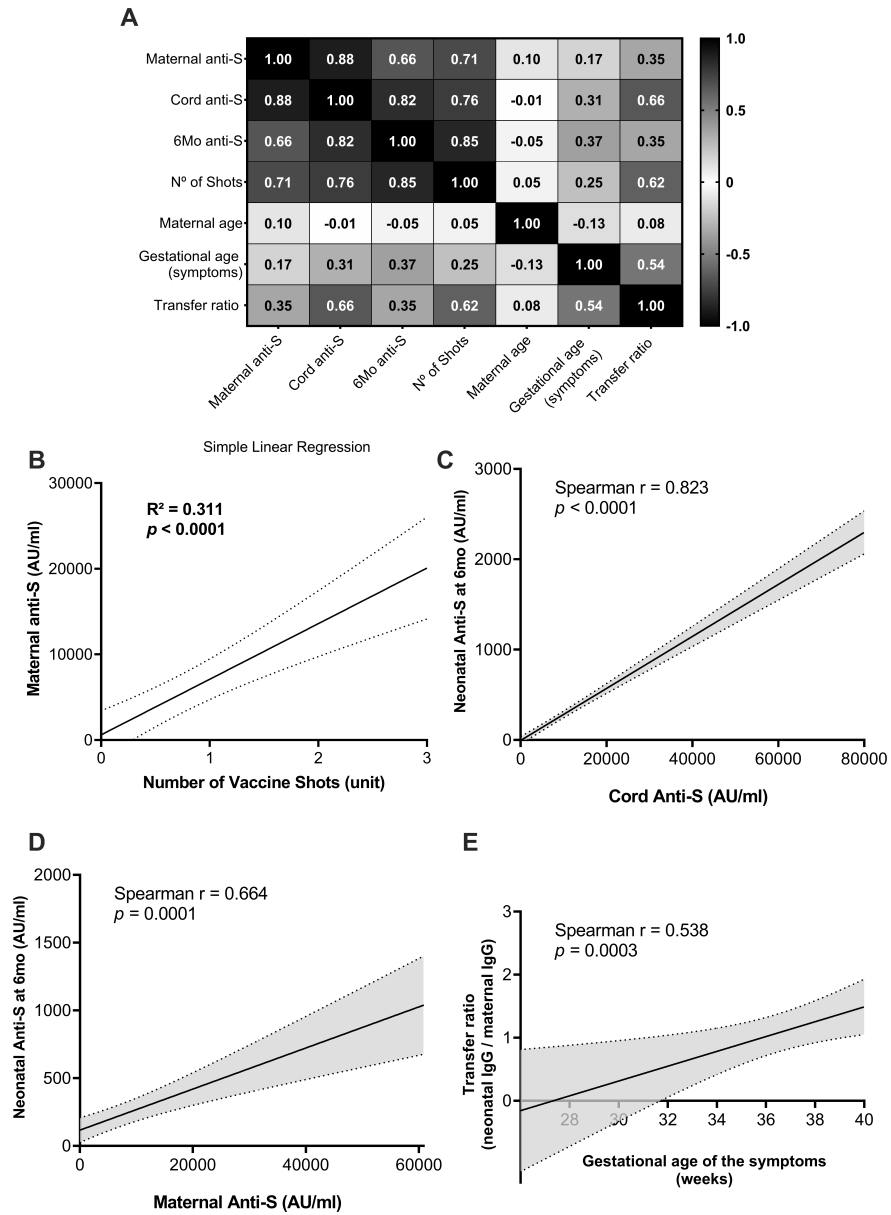 A
Maternal anti-S 1.00 0.88 0.66 0.71 0.10 0.17 0.35
Cord anti-S 0.88 1.00 0.82 0.76 -0.01 0.31 0.66
6Mo anti-S 0.66 0.82 1.00 0.85 -0.05 0.37 0.35
Nº of Shots 0.71 0.76 0.85 1.00 0.05 0.25 0.62
Maternal age 0.10 -0.01 -0.05 0.05 1.00 -0.13 0.08
Gestational age
(symptoms) 0.17 0.31 0.37 0.25 -0.13 1.00 0.54
Transfer ratio 0.35 0.66 0.35 0.62 0.08 0.54 1.00
Maternal anti-S
Cord anti-S
6Mo anti-S
Nº of Shots
Maternal age
Gestational age
(symptoms)
Transfer ratio
1.0
0.5
0
-0.5
-1.0
B
Simple Linear Regression
R² = 0.311
p < 0.0001
Maternal anti-S (AU/ml)
30000
20000
10000
0
0 1 2 3
Number of Vaccine Shots (unit)
C
Spearman r = 0.823
p < 0.0001
Neonatal Anti-S at 6mo (AU/ml)
3000
2000
1000
0
0 20000 40000 60000 80000
Cord Anti-S (AU/ml)
D
Spearman r = 0.664
p = 0.0001
Neonatal Anti-S at 6mo (AU/ml)
2000
1500
1000
500
0
0 20000 40000 60000
Maternal Anti-S (AU/ml)
E
Spearman r = 0.538
p = 0.0003
Transfer ratio
(neonatal IgG / maternal IgG)
3
2
1
0
28 30 32 34 36 38 40
Gestational age of the symptoms
(weeks)